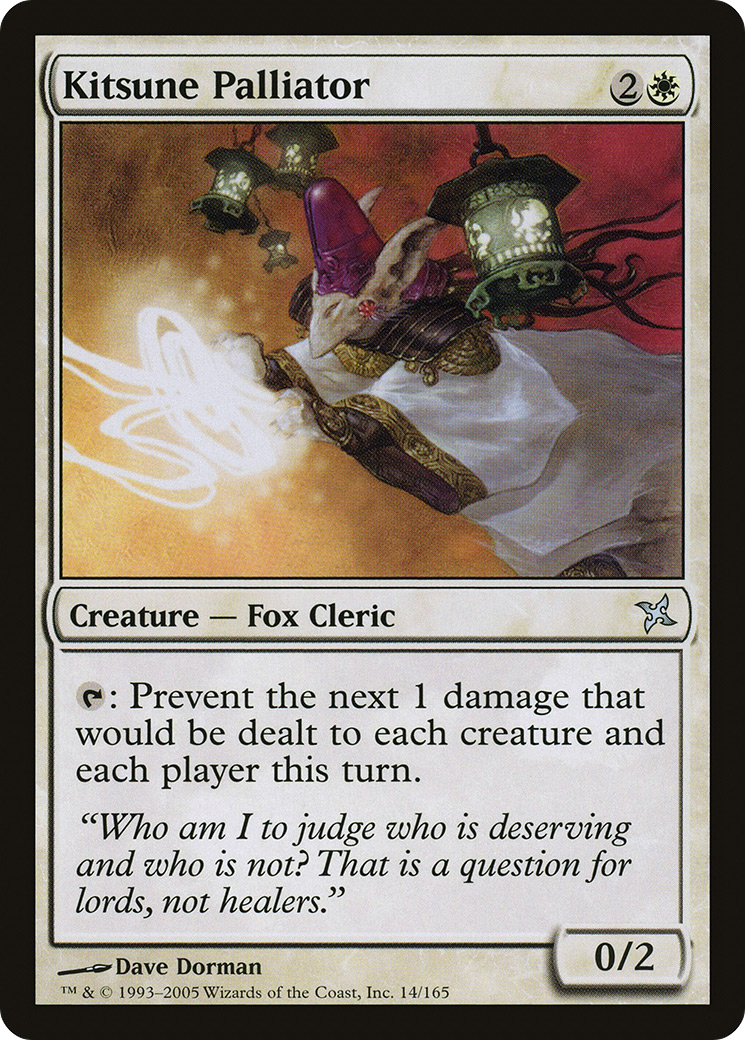 Kitsune Palliator 2
Creature — Fox Cleric
: Prevent the next 1 damage that
would be dealt to each creature and
each player this turn.
“Who am I to judge who is deserving
and who is not? That is a question for
lords, not healers.”
0/2
Dave Dorman
™ & © 1993–2005 Wizards of the Coast, Inc. 14/165